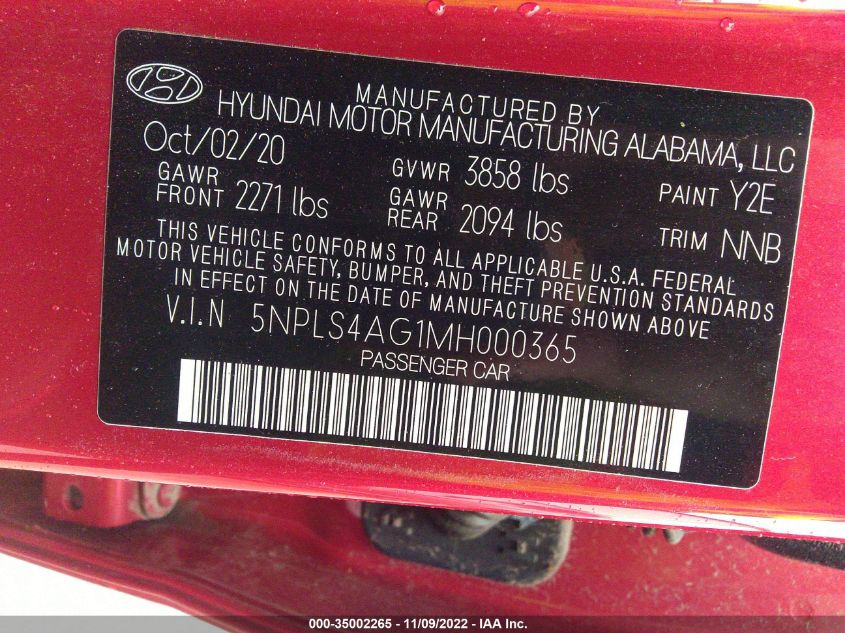 MANUFACTURED BY
HYUNDAI MOTOR MANUFACTURING ALABAMA, LLC
Oct/02/20
GVWR 3858 lbs
PAINT Y2E
GAWR FRONT 2271 lbs
GAWR REAR 2094 lbs
TRIM NNB
THIS VEHICLE CONFORMS TO ALL APPLICABLE U.S.A. FEDERAL
MOTOR VEHICLE SAFETY, BUMPER, AND THEFT PREVENTION STANDARDS
IN EFFECT ON THE DATE OF MANUFACTURE SHOWN ABOVE
V.I.N 5NPLS4AG1MH000365
PASSENGER CAR
000-35002265 - 11/09/2022 - IAA Inc.